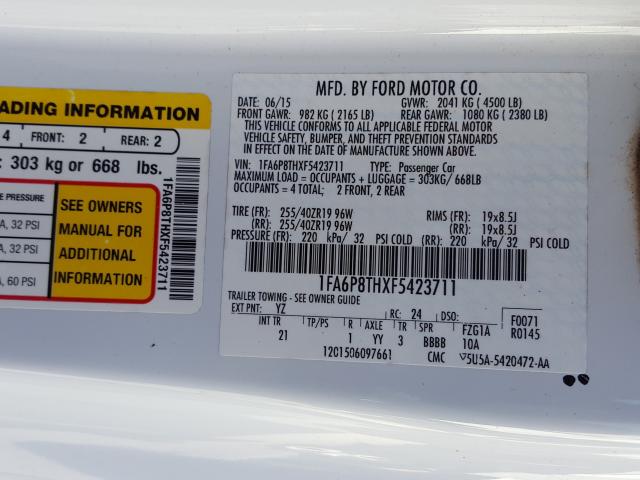 ADING INFORMATION
4 FRONT: 2 REAR: 2
: 303 kg or 668 lbs.
PRESSURE
A, 32 PSI
A, 32 PSI
A, 60 PSI
SEE OWNERS
MANUAL FOR
ADDITIONAL
INFORMATION
1FA6P8THXF5423711
MFD. BY FORD MOTOR CO.
DATE: 06/15 GVWR: 2041 KG ( 4500 LB)
FRONT GAWR: 982 KG ( 2165 LB) REAR GAWR: 1080 KG ( 2380 LB)
THIS VEHICLE CONFORMS TO ALL APPLICABLE FEDERAL MOTOR
VEHICLE SAFETY, BUMPER, AND THEFT PREVENTION STANDARDS
IN EFFECT ON THE DATE OF MANUFACTURE SHOWN ABOVE.
VIN: 1FA6P8THXF5423711 TYPE: Passenger Car
MAXIMUM LOAD = OCCUPANTS + LUGGAGE = 303KG/ 668LB
OCCUPANTS = 4 TOTAL; 2 FRONT, 2 REAR
TIRE (FR): 255/40ZR19 96W RIMS (FR): 19x8.5J
(RR): 255/40ZR19 96W (RR): 19x8.5J
PRESSURE (FR): 220 kPa/ 32 PSI COLD (RR): 220 kPa/ 32 PSI COLD
1FA6P8THXF5423711
TRAILER TOWING - SEE OWNER GUIDE
EXT PNT: YZ RC: 24 DSO:
INT TR TP/PS R AXLE TR SPR FZG1A F0071
21 1 YY 3 BBBB 10A R0145
1201506097661 CMC 5U5A-5420472-AA